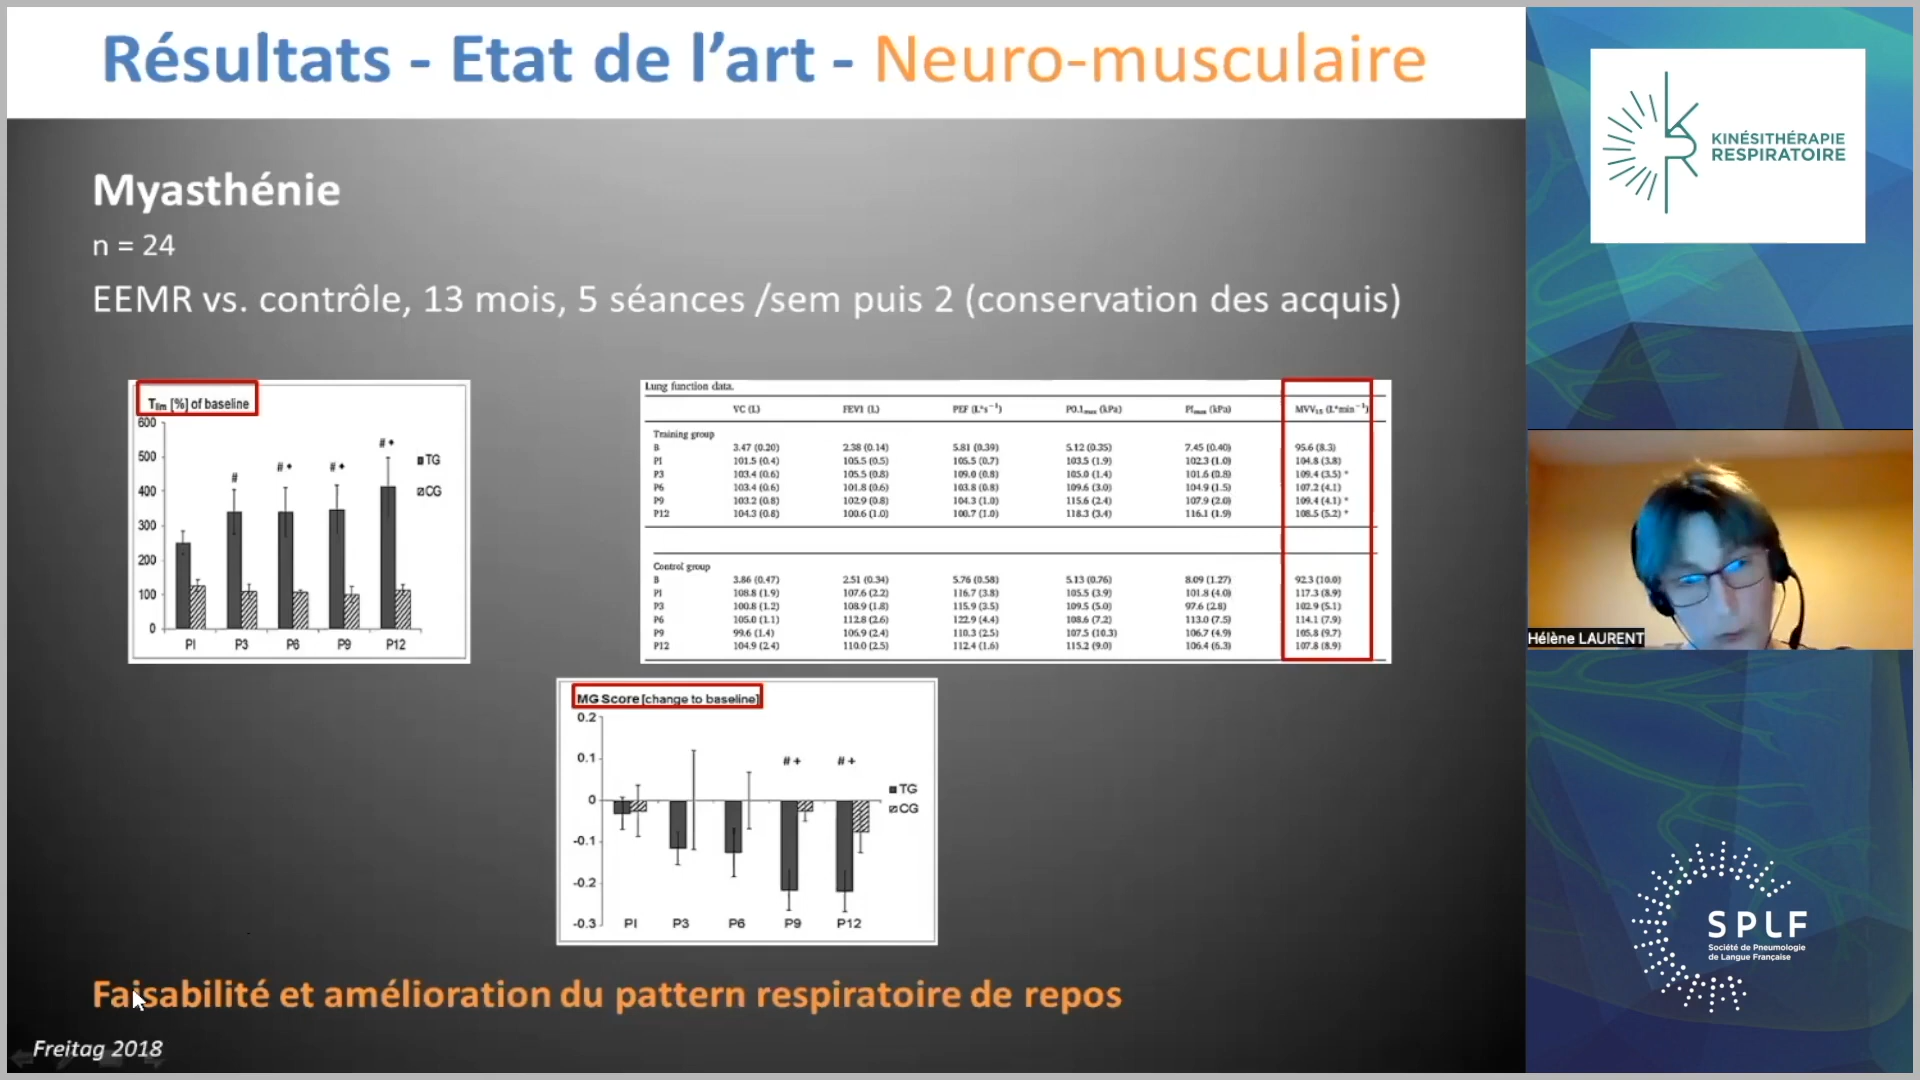 Résultats - Etat de l’art - Neuro-musculaire
KINÉSITHÉRAPIE
RESPIRATOIRE
Myasthénie
n = 24
EEMR vs. contrôle, 13 mois, 5 séances /sem puis 2 (conservation des acquis)
Tlim [%] of baseline
600
500
400
300
200
100
0
# # + # + # +
TG
CG
PI P3 P6 P9 P12
Lung function data.
VC (L) FEV1 (L) PEF (L*s⁻¹) P0.1max (kPa) PImax (kPa) MVV15 (L*min⁻¹)
Training group
B 3.47 (0.20) 2.38 (0.14) 5.81 (0.39) 5.12 (0.35) 7.45 (0.40) 95.6 (8.3)
PI 101.5 (0.4) 105.5 (0.5) 105.5 (0.7) 103.5 (1.9) 102.3 (1.0) 104.8 (3.8)
P3 103.4 (0.6) 105.5 (0.8) 109.0 (0.8) 105.0 (1.4) 101.6 (0.8) 109.4 (3.5) *
P6 103.4 (0.6) 101.8 (0.6) 103.8 (0.8) 109.6 (3.0) 104.9 (1.5) 107.2 (4.1)
P9 103.2 (0.8) 102.9 (0.8) 104.3 (1.0) 115.6 (2.4) 107.9 (2.0) 109.4 (4.1) *
P12 104.3 (0.8) 100.6 (1.0) 100.7 (1.0) 118.3 (3.4) 116.1 (1.9) 108.5 (5.2) *
Control group
B 3.86 (0.47) 2.51 (0.34) 5.76 (0.58) 5.13 (0.76) 8.09 (1.27) 92.3 (10.0)
PI 108.8 (1.9) 107.6 (2.2) 116.7 (3.8) 105.5 (3.9) 101.8 (4.0) 117.3 (8.9)
P3 100.8 (1.2) 108.9 (1.8) 115.9 (3.5) 109.5 (5.0) 97.6 (2.8) 102.9 (5.1)
P6 105.0 (1.1) 112.8 (2.6) 122.9 (4.4) 108.6 (7.2) 113.0 (7.5) 114.1 (7.9)
P9 99.6 (1.4) 106.9 (2.4) 110.3 (2.5) 107.5 (10.3) 106.7 (4.9) 105.8 (9.7)
P12 104.9 (2.4) 110.0 (2.5) 112.4 (1.6) 115.2 (9.0) 106.4 (6.3) 107.8 (8.9)
Hélène LAURENT
MG Score [change to baseline]
0.2
0.1
0
-0.1
-0.2
-0.3
# + # +
TG
CG
PI P3 P6 P9 P12
Faisabilité et amélioration du pattern respiratoire de repos
Freitag 2018
SPLF
Société de Pneumologie
de Langue Française